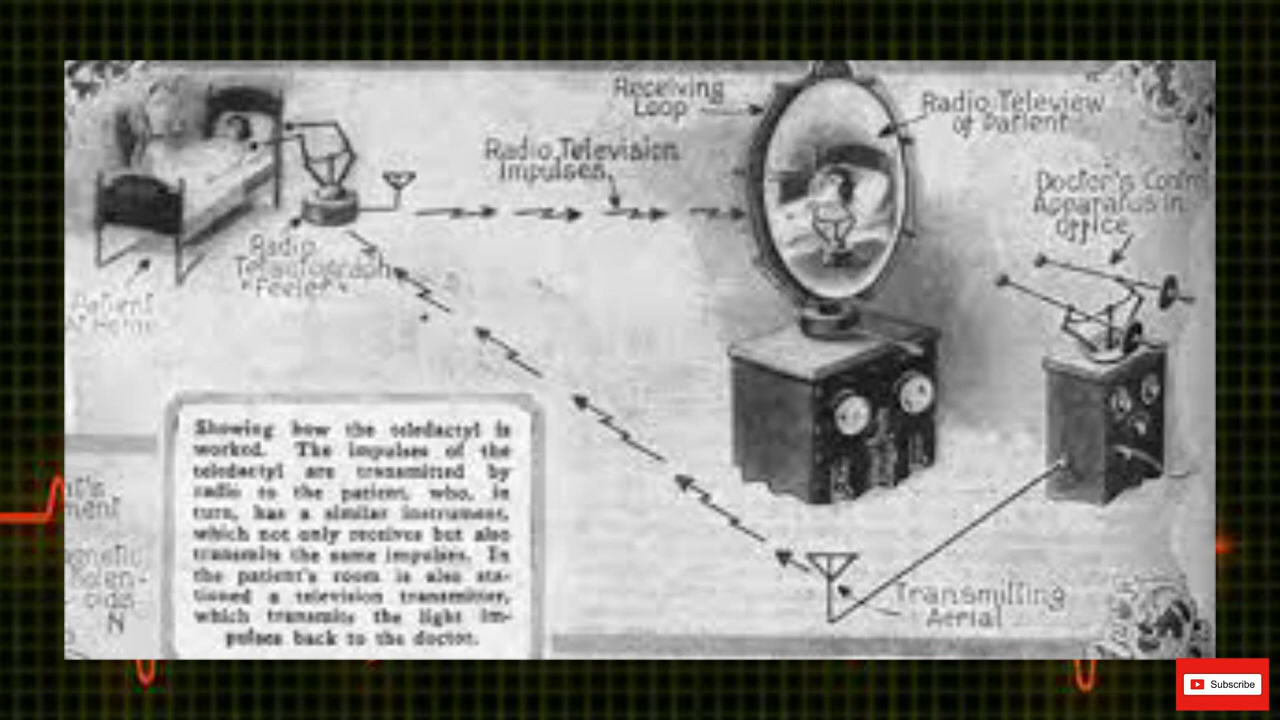 Receiving
Loop
Radio Teleview
of Patient
Radio Television
Impulses
Doctor's Control
Apparatus in
Office
Radio
Telautograph
"Feeler"
Patient
At Home
Showing how the teledactyl is
worked. The impulses of the
teledactyl are transmitted by
radio to the patient, who, in
turn, has a similar instrument,
which not only receives but also
transmits the same impulses. In
the patient's room is also sta-
tioned a television transmitter,
which transmits the light im-
pulses back to the doctor.
Transmitting
Aerial
N
Subscribe